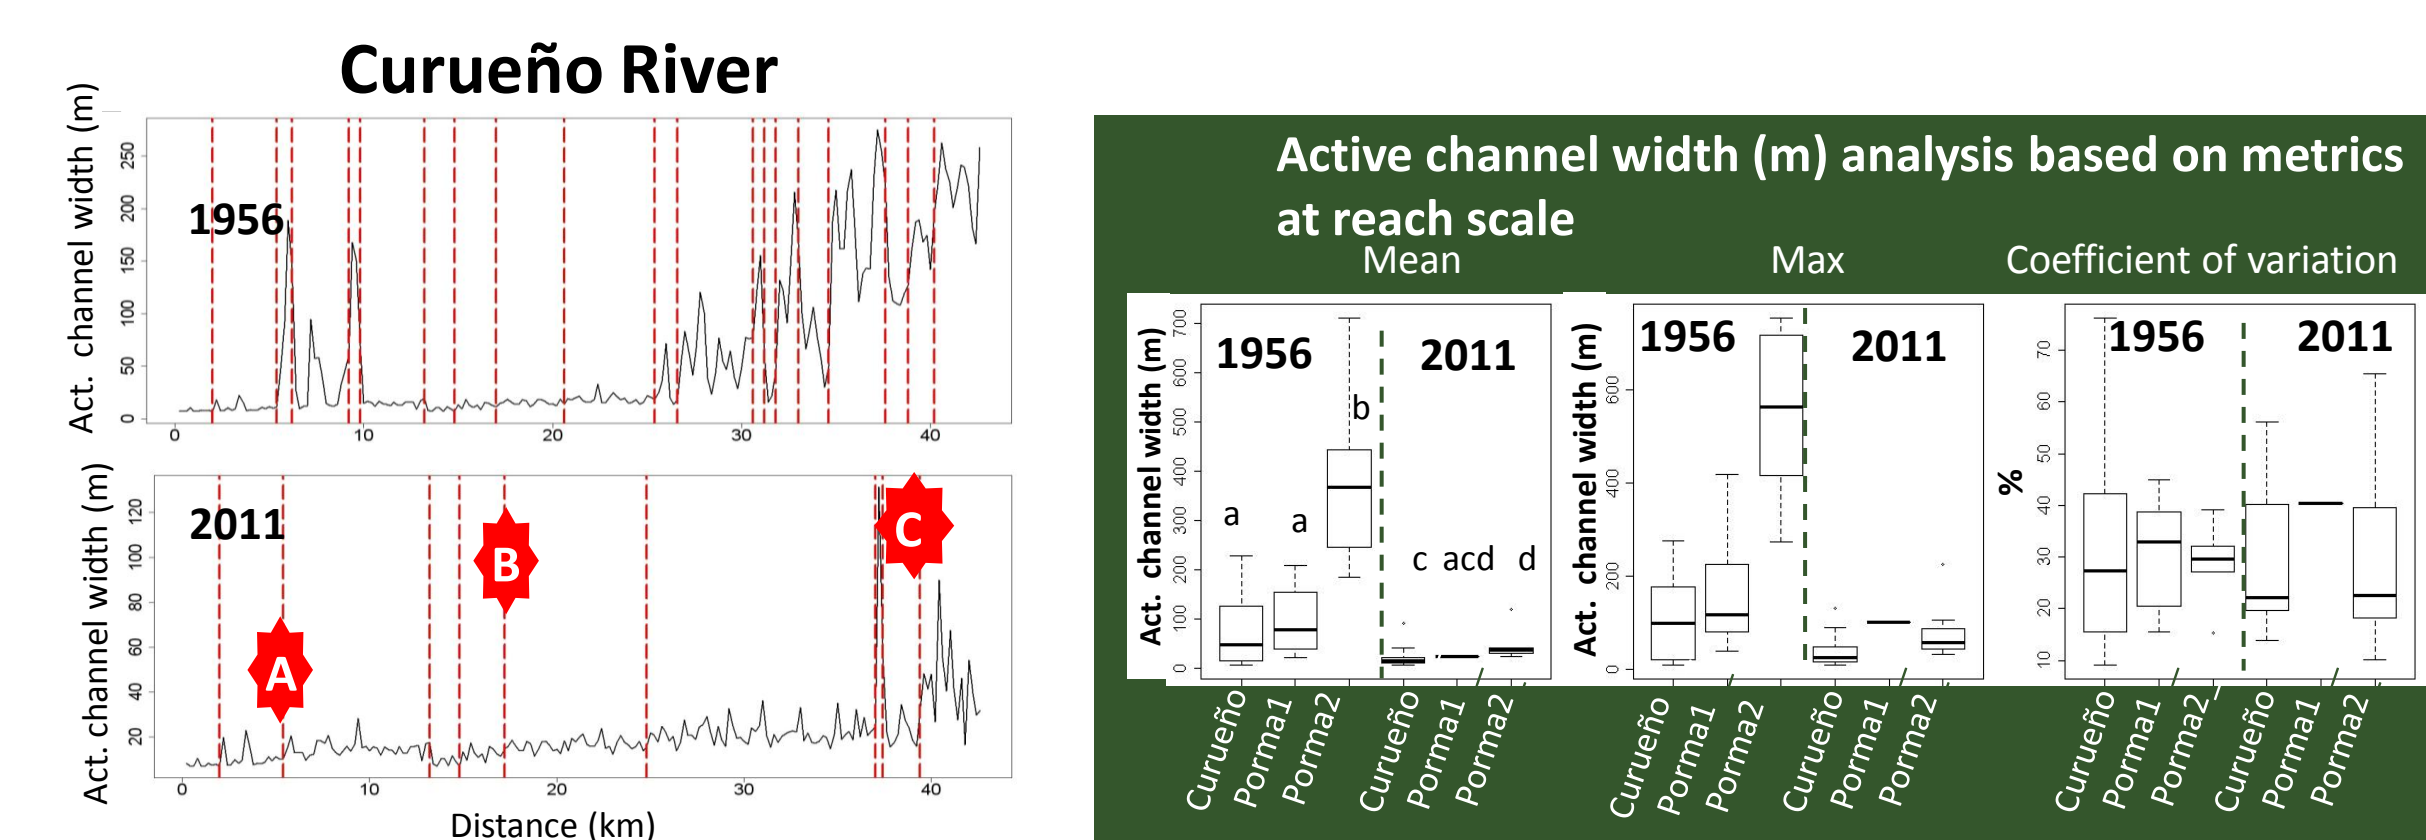 Curueño River
Act. channel width (m)
250
200
150
100
50
0
1956
0 10 20 30 40
Act. channel width (m)
120
100
80
60
40
20
2011
A
B
C
0 10 20 30 40
Distance (km)
Active channel width (m) analysis based on metrics
at reach scale
Mean
Act. channel width (m)
700
600
500
400
300
200
100
0
1956
2011
a
a
b
c acd d
Curueño
Porma1
Porma2
Curueño
Porma1
Porma2
Max
Act. channel width (m)
600
400
200
0
1956
2011
Curueño
Porma1
Porma2
Curueño
Porma1
Porma2
Coefficient of variation
%
70
60
50
40
30
20
10
1956
2011
Curueño
Porma1
Porma2_
Curueño
Porma1
Porma2